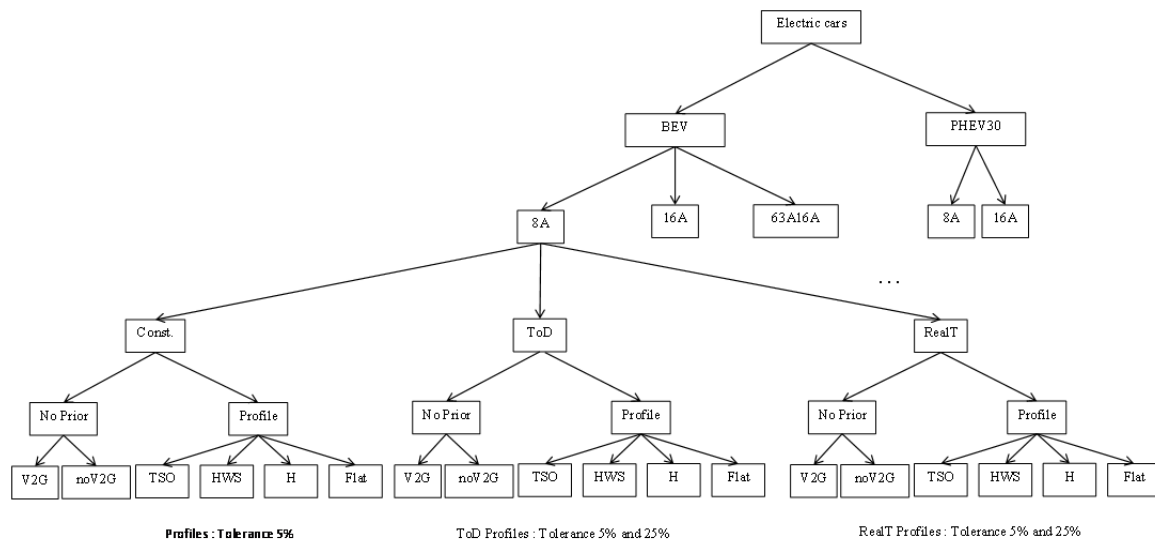 Electric cars
BEV
PHEV30
8A
16A
63A16A
8A
16A
...
Const.
ToD
RealT
No Prior
Profile
No Prior
Profile
No Prior
Profile
V2G
noV2G
TSO
HWS
H
Flat
V2G
noV2G
TSO
HWS
H
Flat
V2G
noV2G
TSO
HWS
H
Flat
Profiles : Tolerance 5%
ToD Profiles : Tolerance 5% and 25%
RealT Profiles : Tolerance 5% and 25%